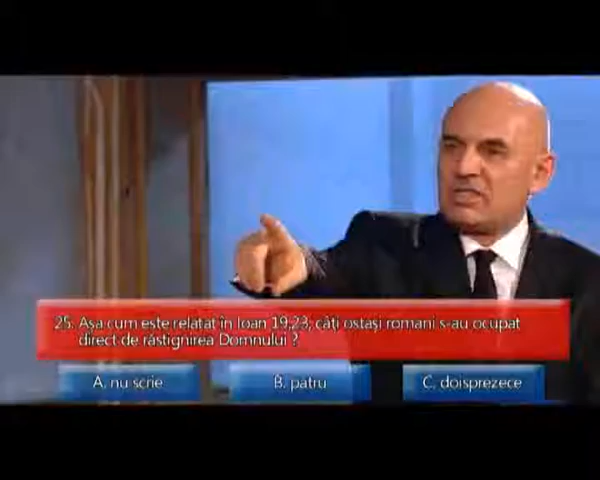 25. Așa cum este relatat în Ioan 19,23, câți ostași romani s-au ocupat
direct de răstignirea Domnului ?
A. nu scrie
B. patru
C. doisprezece